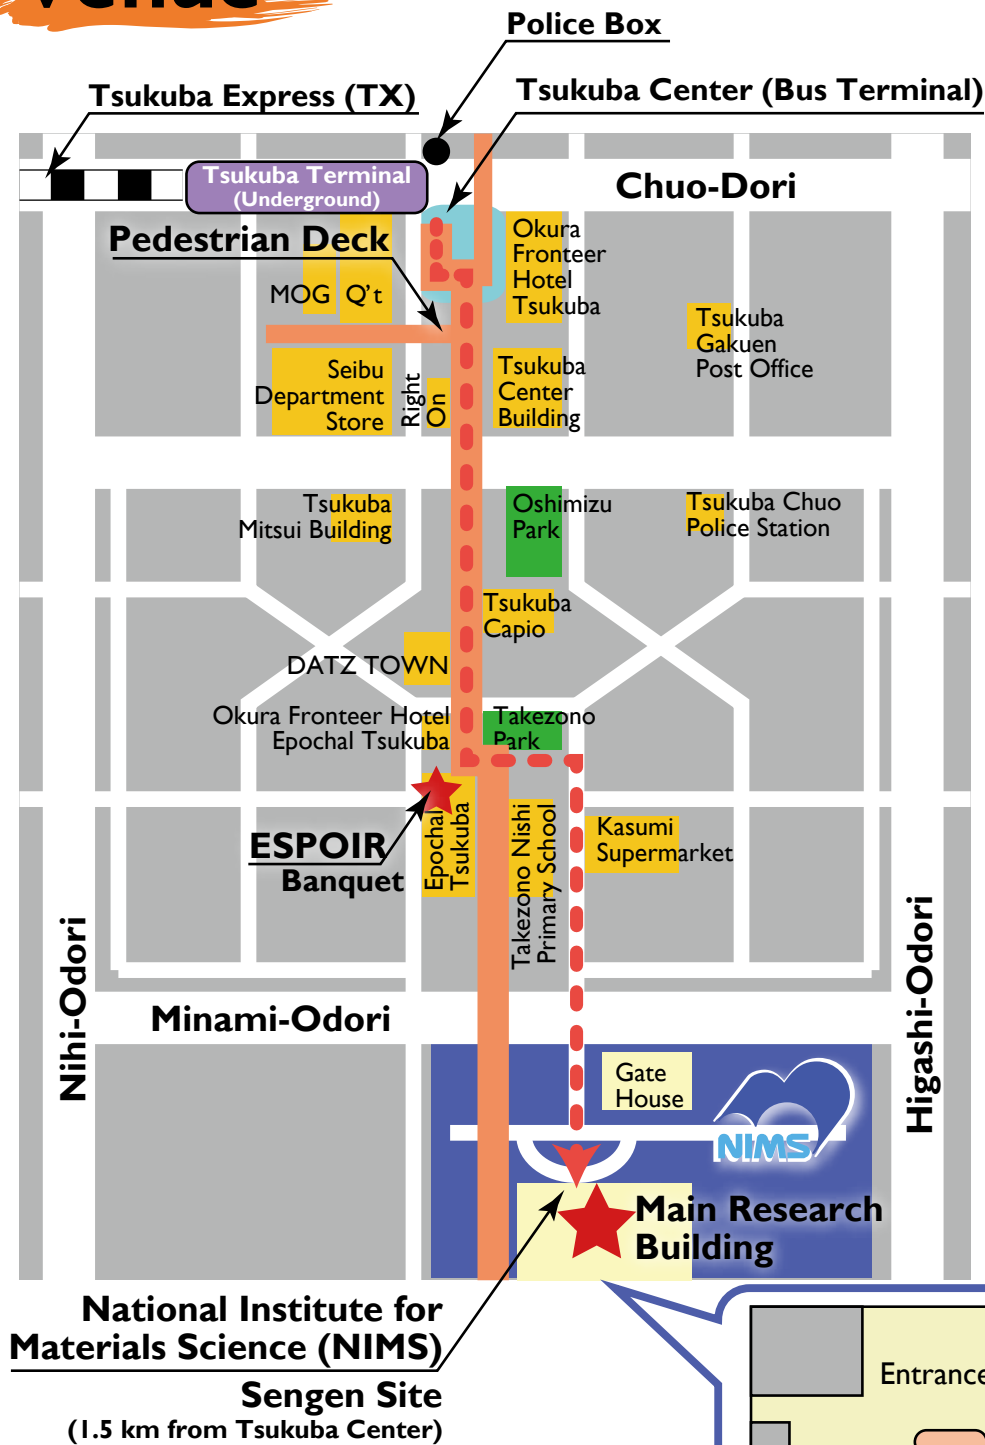 Venue
Police Box
Tsukuba Express (TX)
Tsukuba Center (Bus Terminal)
Tsukuba Terminal
(Underground)
Chuo-Dori
Pedestrian Deck
Okura
Fronteer
Hotel
Tsukuba
MOG
Q't
Tsukuba
Gakuen
Post Office
Seibu
Department
Store
Right
On
Tsukuba
Center
Building
Tsukuba
Mitsui Building
Oshimizu
Park
Tsukuba Chuo
Police Station
Tsukuba
Capio
DATZ TOWN
Okura Fronteer Hotel
Epochal Tsukuba
Takezono
Park
ESPOIR
Banquet
Epochal
Tsukuba
Takezono Nishi
Primary School
Kasumi
Supermarket
Nihi-Odori
Higashi-Odori
Minami-Odori
Gate
House
NIMS
Main Research
Building
National Institute for
Materials Science (NIMS)
Sengen Site
(1.5 km from Tsukuba Center)
Entrance